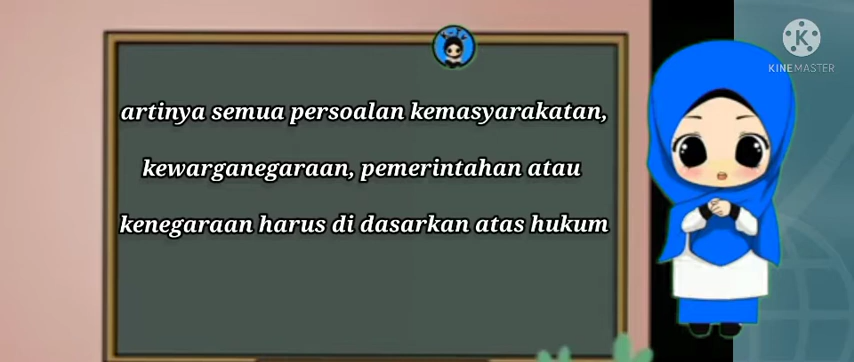 KINEMASTER
artinya semua persoalan kemasyarakatan,
kewarganegaraan, pemerintahan atau
kenegaraan harus di dasarkan atas hukum